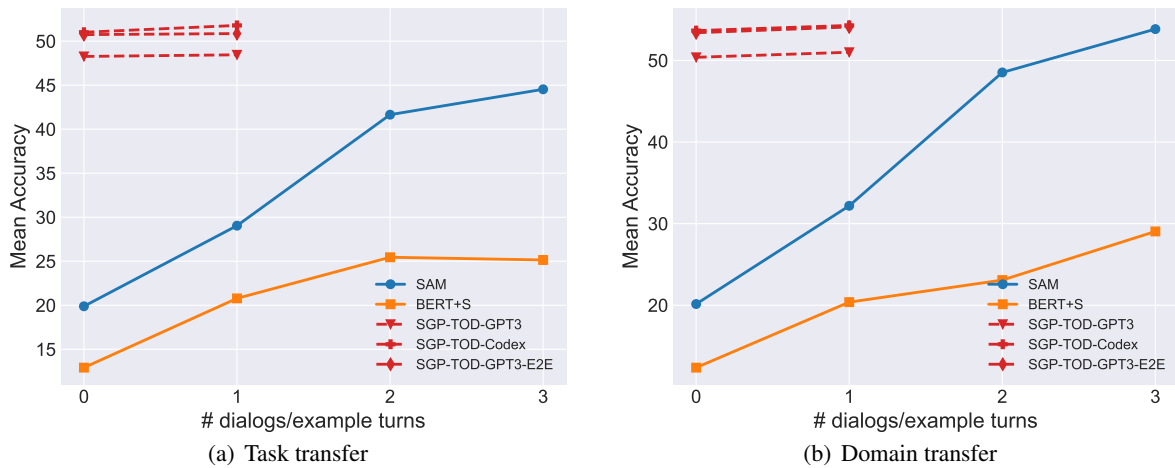 50
45
40
35
30
25
20
15
0
1
2
3
Mean Accuracy
# dialogs/example turns
SAM
BERT+S
SGP-TOD-GPT3
SGP-TOD-Codex
SGP-TOD-GPT3-E2E
(a) Task transfer
50
40
30
20
0
1
2
3
Mean Accuracy
# dialogs/example turns
SAM
BERT+S
SGP-TOD-GPT3
SGP-TOD-Codex
SGP-TOD-GPT3-E2E
(b) Domain transfer